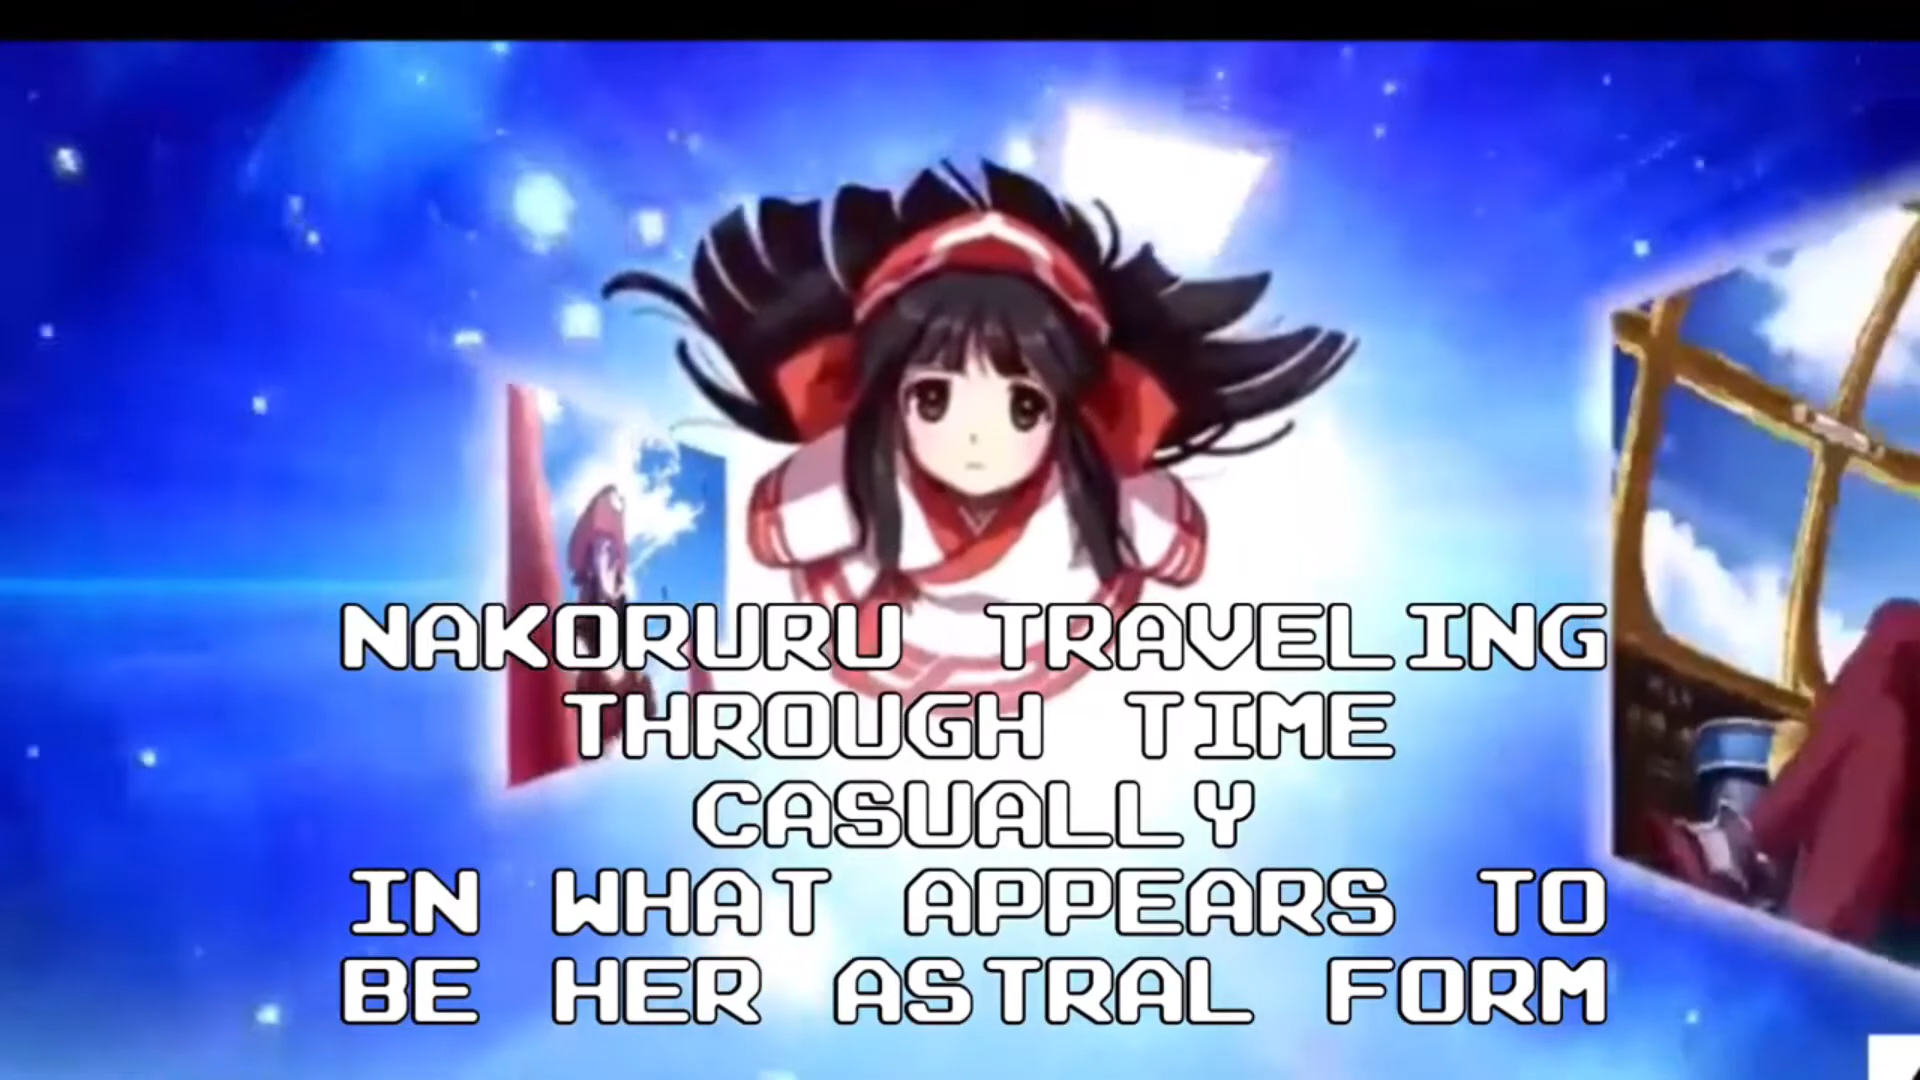 NAKORURU TRAVELING
THROUGH TIME
CASUALLY
IN WHAT APPEARS TO
BE HER ASTRAL FORM